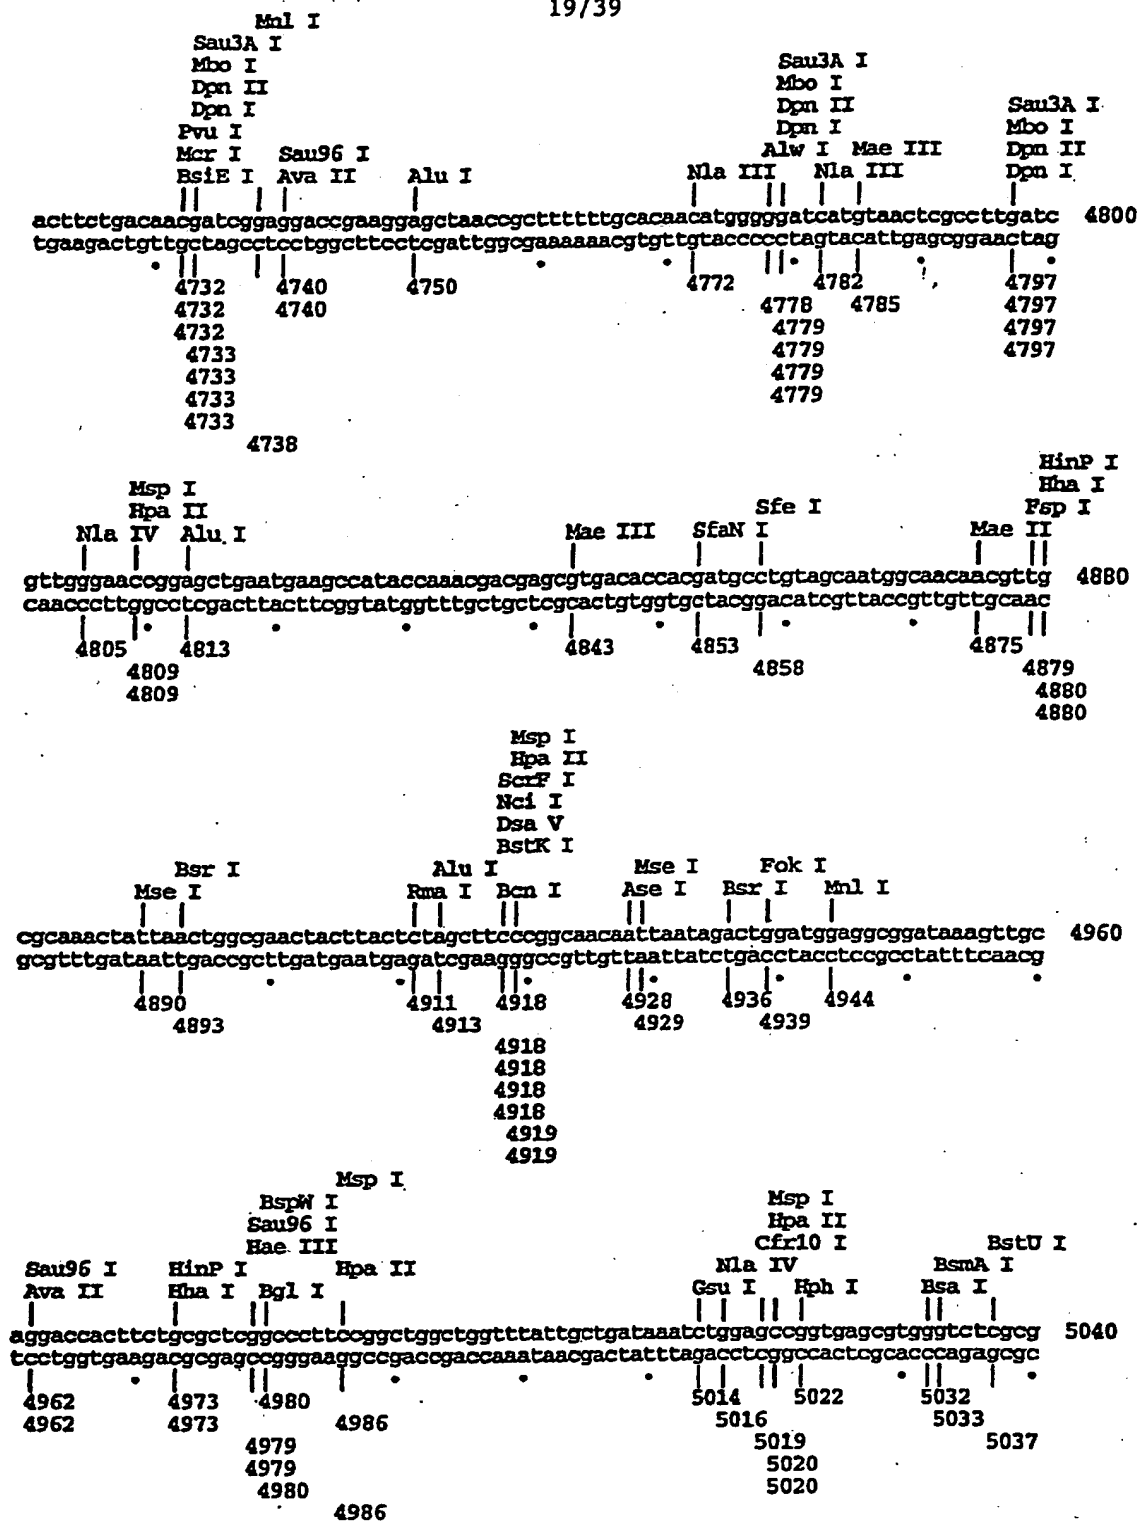 19/39
Mnl I
Sau3A I
Mbo I
Dpn II
Dpn I
Pvu I
Mcr I
BsiE I
Sau96 I
Ava II
Alu I
Sau3A I
Mbo I
Dpn II
Dpn I
Alw I
Nla III
Nla III
Mae III
Sau3A I
Mbo I
Dpn II
Dpn I
acttctgacaacgatcggaggaccgaaggagctaaccgcttttttgcacaacatgggggatcatgtaactcgccttgatc 4800
tgaagactgttgctagcctcctggcttcctcgattggcgaaaaaacgtgttgtaccccctagtacattgagcggaactag
4732 4740 4750 4772 4782 4797
4732 4740 4778 4785 4797
4732 4779 4797
4733 4779 4797
4733 4779
4733 4779
4733
4738
HinP I
Msp I Hha I
Hpa II Sfe I Fsp I
Nla IV Alu I Mae III SfaN I Mae II
gttgggaaccggagctgaatgaagccataccaaacgacgagcgtgacaccacgatgcctgtagcaatggcaacaacgttg 4880
caacccttggcctcgacttacttcggtatggtttgctgctcgcactgtggtgctacggacatcgttaccgttgttgcaac
4805 4813 4843 4853 4875
4809 4858 4879
4809 4880
4880
Msp I
Hpa II
ScrF I
Nci I
Dsa V
BstK I
Bsr I Alu I Mse I Fok I
Mse I Rma I Bcn I Ase I Bsr I Mnl I
cgcaaactattaactggcgaactacttactctagcttcccggcaacaattaatagactggatggaggcggataaagttgc 4960
gcgtttgataattgaccgcttgatgaatgagatcgaagggccgttgttaattatctgacctacctccgcctatttcaacg
4890 4911 4918 4928 4936 4944
4893 4913 4929 4939
4918
4918
4918
4918
4919
4919
Msp I
BspW I Msp I
Sau96 I Hpa II
Hae III Cfr10 I BstU I
Sau96 I HinP I Hpa II Nla IV BsmA I
Ava II Hha I Bgl I Gsu I Hph I Bsa I
aggaccacttctgcgctcggcccttccggctggctggtttattgctgataaatctggagccggtgagcgtgggtctcgcg 5040
tcctggtgaagacgcgagccgggaaggccgaccgaccaaataacgactatttagacctcggccactcgcacccagagcgc
4962 4973 4980 5014 5022 5032
4962 4973 4986 5016 5033
4979 5019 5037
4979 5020
4980 5020
4986